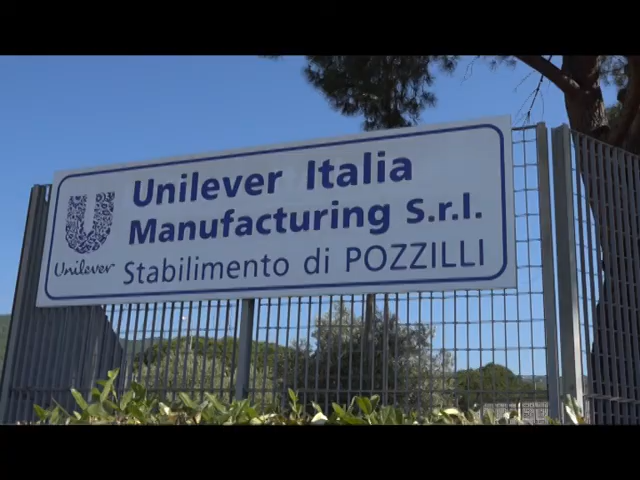 Unilever Italia
Manufacturing S.r.l.
Stabilimento di POZZILLI
Unilever